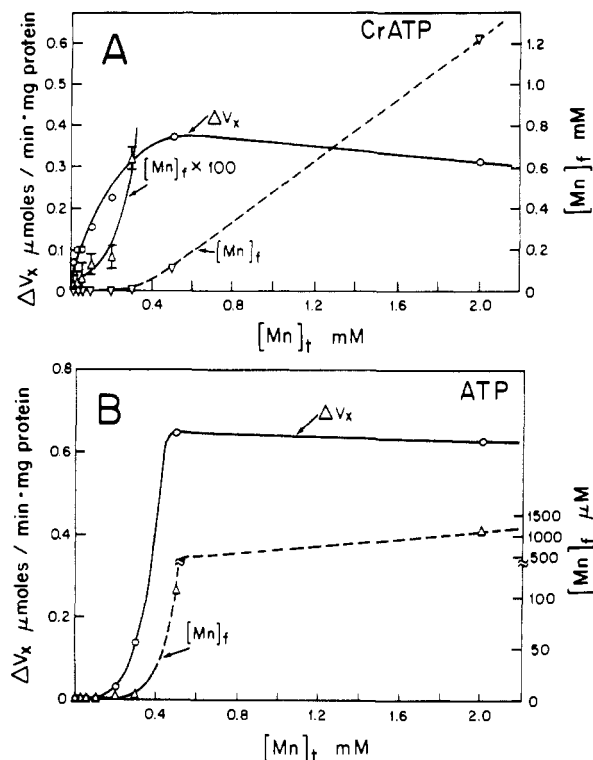 A
CrATP
ΔVx μmoles / min·mg protein
0.6
0.5
0.4
0.3
0.2
0.1
0
ΔVx
[Mn]f × 100
[Mn]f
1.2
1.0
0.8
0.6
0.4
0.2
0
[Mn]f mM
0.4 0.8 1.2 1.6 2.0
[Mn]t mM
B
ATP
ΔVx μmoles / min·mg protein
0.8
0.6
0.4
0.2
0
ΔVx
[Mn]f
1500
1000
500
100
50
0
[Mn]f μM
0.4 0.8 1.2 1.6 2.0
[Mn]t mM